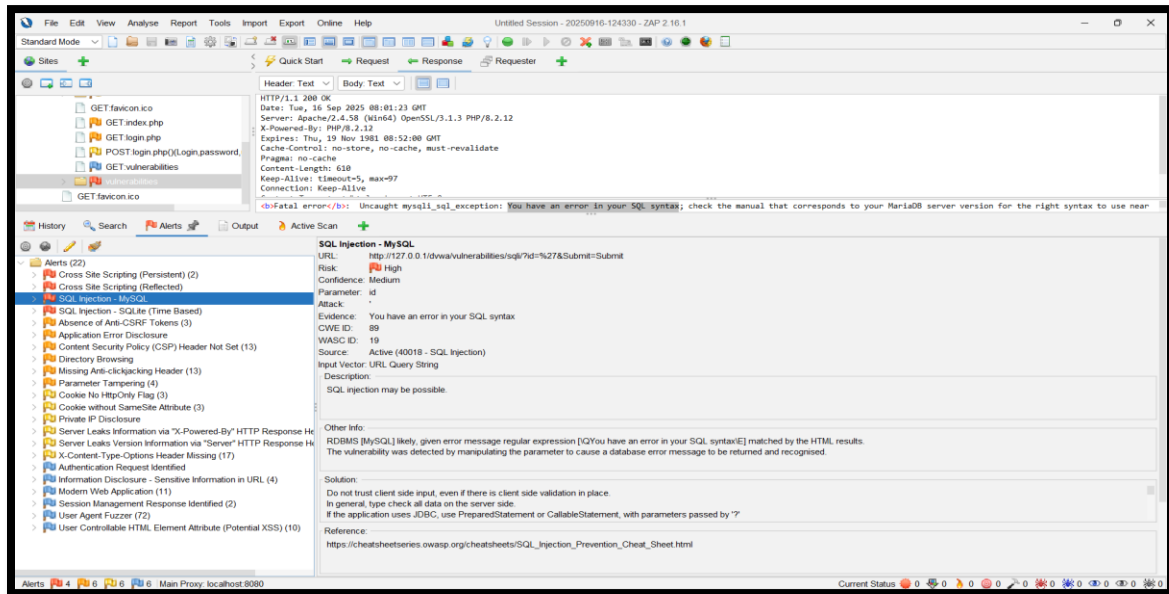 File Edit View Analyse Report Tools Import Export Online Help
Untitled Session - 20250916-124330 - ZAP 2.16.1
Standard Mode
Sites
Quick Start Request Response Requester
Header: Text Body: Text
GET:favicon.ico
GET:index.php
GET:login.php
POST:login.php()(Login,password,
GET:vulnerabilities
vulnerabilities
GET:favicon.ico
HTTP/1.1 200 OK
Date: Tue, 16 Sep 2025 08:01:23 GMT
Server: Apache/2.4.58 (Win64) OpenSSL/3.1.3 PHP/8.2.12
X-Powered-By: PHP/8.2.12
Expires: Thu, 19 Nov 1981 08:52:00 GMT
Cache-Control: no-store, no-cache, must-revalidate
Pragma: no-cache
Content-Length: 610
Keep-Alive: timeout=5, max=97
Connection: Keep-Alive
<b>Fatal error</b>: Uncaught mysqli_sql_exception: You have an error in your SQL syntax; check the manual that corresponds to your MariaDB server version for the right syntax to use near
History Search Alerts Output Active Scan
Alerts (22)
Cross Site Scripting (Persistent) (2)
Cross Site Scripting (Reflected)
SQL Injection - MySQL
SQL Injection - SQLite (Time Based)
Absence of Anti-CSRF Tokens (3)
Application Error Disclosure
Content Security Policy (CSP) Header Not Set (13)
Directory Browsing
Missing Anti-clickjacking Header (13)
Parameter Tampering (4)
Cookie No HttpOnly Flag (3)
Cookie without SameSite Attribute (3)
Private IP Disclosure
Server Leaks Information via "X-Powered-By" HTTP Response He
Server Leaks Version Information via "Server" HTTP Response He
X-Content-Type-Options Header Missing (17)
Authentication Request Identified
Information Disclosure - Sensitive Information in URL (4)
Modern Web Application (11)
Session Management Response Identified (2)
User Agent Fuzzer (72)
User Controllable HTML Element Attribute (Potential XSS) (10)
SQL Injection - MySQL
URL: http://127.0.0.1/dvwa/vulnerabilities/sqli/?id=%27&Submit=Submit
Risk: High
Confidence: Medium
Parameter: id
Attack: '
Evidence: You have an error in your SQL syntax
CWE ID: 89
WASC ID: 19
Source: Active (40018 - SQL Injection)
Input Vector: URL Query String
Description:
SQL injection may be possible.
Other Info:
RDBMS [MySQL] likely, given error message regular expression [\QYou have an error in your SQL syntax\E] matched by the HTML results.
The vulnerability was detected by manipulating the parameter to cause a database error message to be returned and recognised.
Solution:
Do not trust client side input, even if there is client side validation in place.
In general, type check all data on the server side.
If the application uses JDBC, use PreparedStatement or CallableStatement, with parameters passed by '?'
Reference:
https://cheatsheetseries.owasp.org/cheatsheets/SQL_Injection_Prevention_Cheat_Sheet.html
Alerts 4 6 6 6 Main Proxy: localhost:8080
Current Status 0 0 0 0 0 0 0 0 0 0